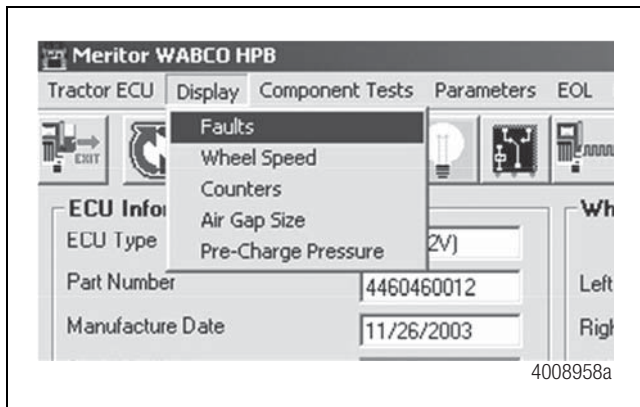 Meritor WABCO HPB
Tractor ECU Display Component Tests Parameters EOL
EXIT
Faults
Wheel Speed
Counters
Air Gap Size
Pre-Charge Pressure
ECU Infor
Wh
ECU Type
2V)
Part Number 4460460012 Left
Manufacture Date 11/26/2003 Righ
4008958a